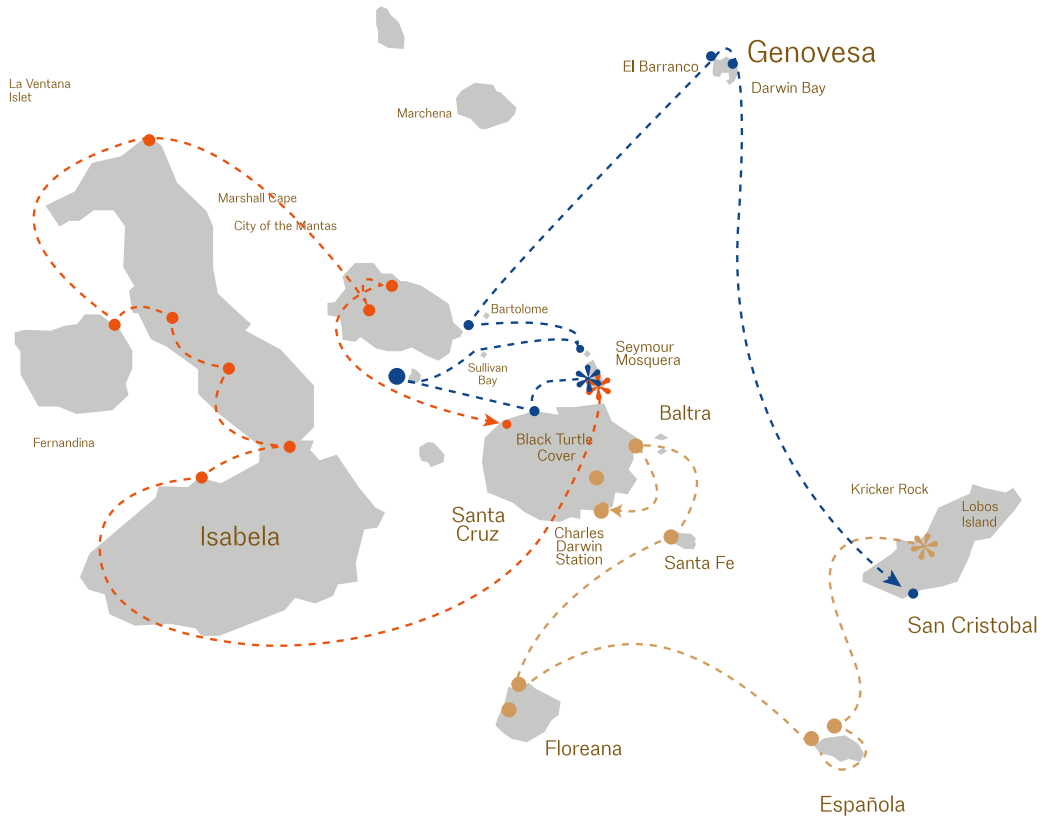 Genovesa
El Barranco
Darwin Bay
La Ventana
Islet
Marchena
Marshall Cape
City of the Mantas
Bartolome
Seymour
Mosquera
Sullivan
Bay
Baltra
Fernandina
Black Turtle
Cover
Isabela
Santa
Cruz
Charles
Darwin
Station
Santa Fe
Kricker Rock
Lobos
Island
San Cristobal
Floreana
Española